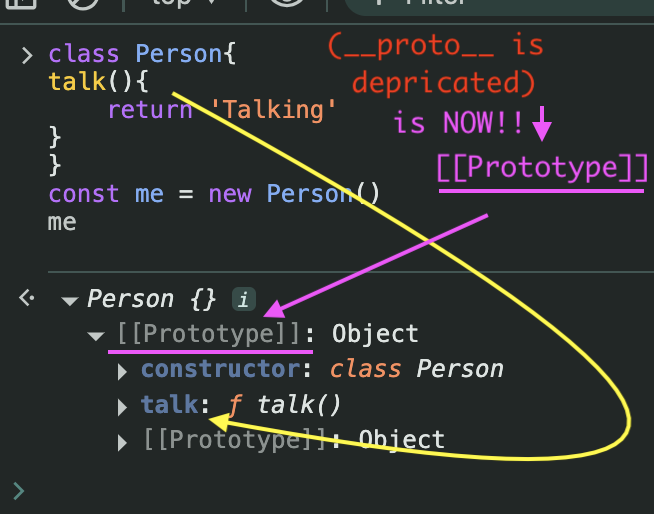 top
Filter
class Person{
talk(){
return 'Talking'
}
}
const me = new Person()
me
(__proto__ is
depricated)
is NOW!!
[[Prototype]]
Person {} i
[[Prototype]]: Object
constructor: class Person
talk: ƒ talk()
[[Prototype]]: Object